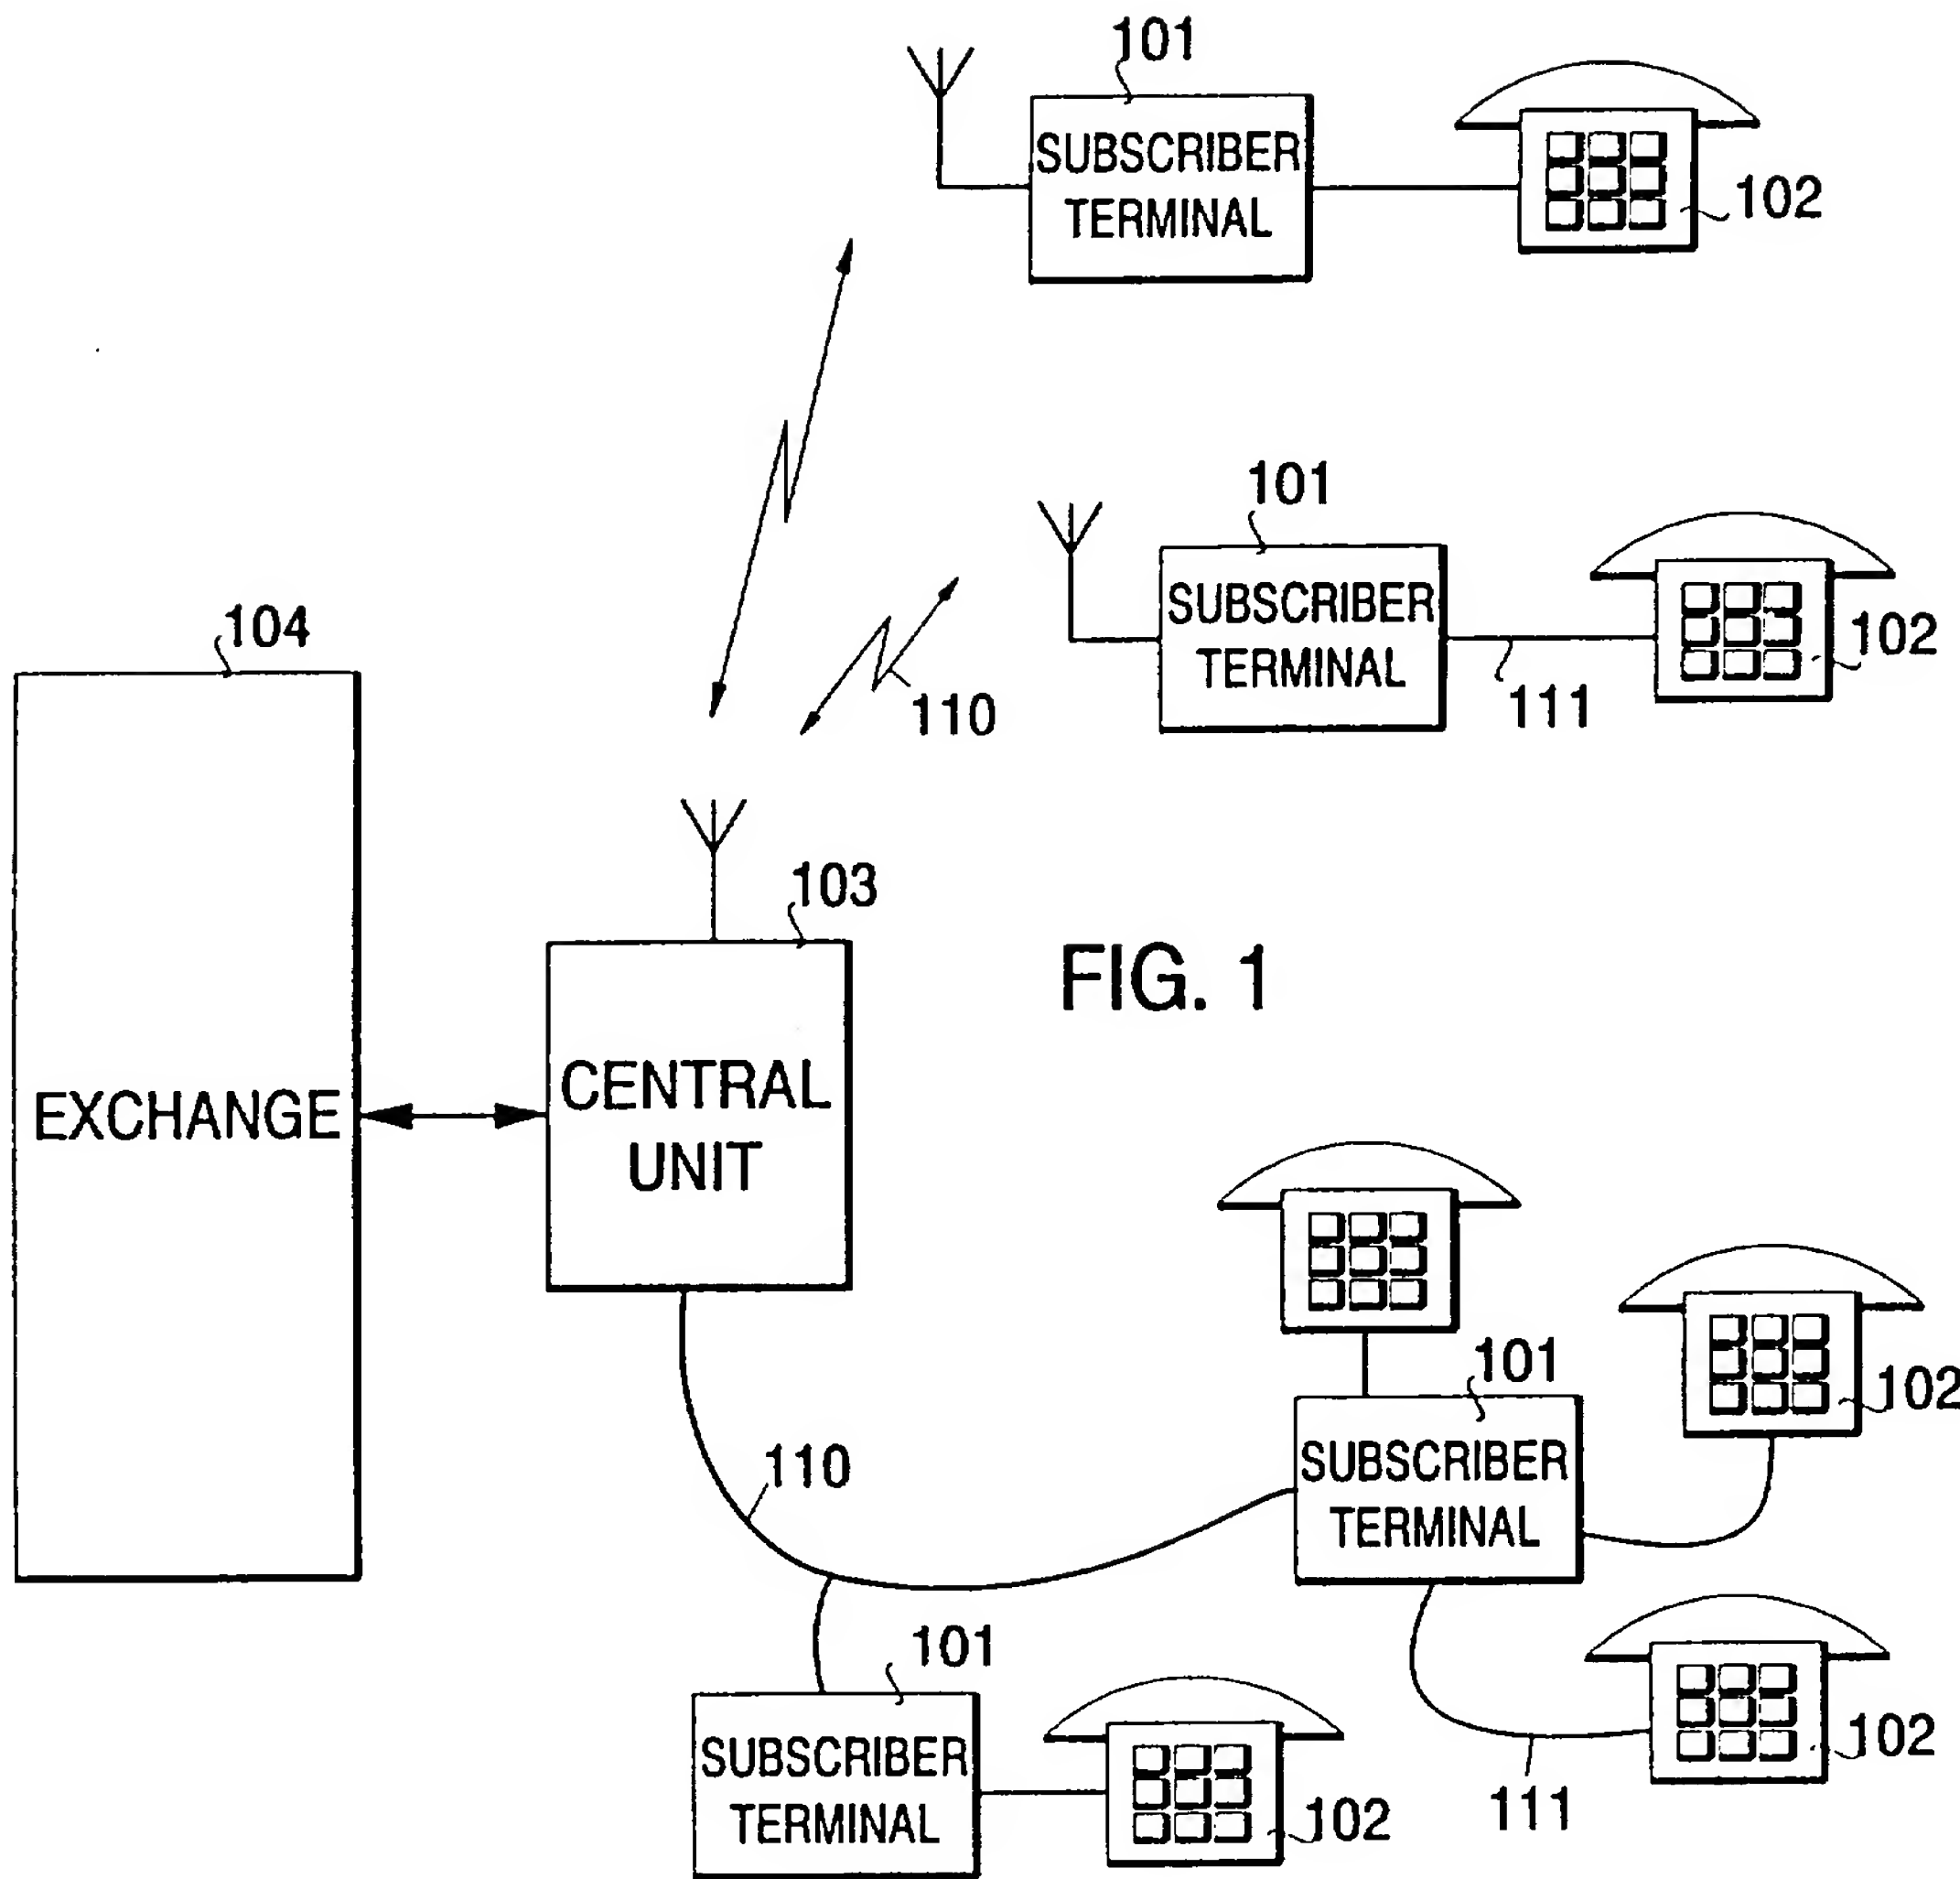 101
SUBSCRIBER
TERMINAL
102
101
SUBSCRIBER
TERMINAL
111
102
110
104
EXCHANGE
103
CENTRAL
UNIT
FIG. 1
110
101
SUBSCRIBER
TERMINAL
102
101
SUBSCRIBER
TERMINAL
102
111
102